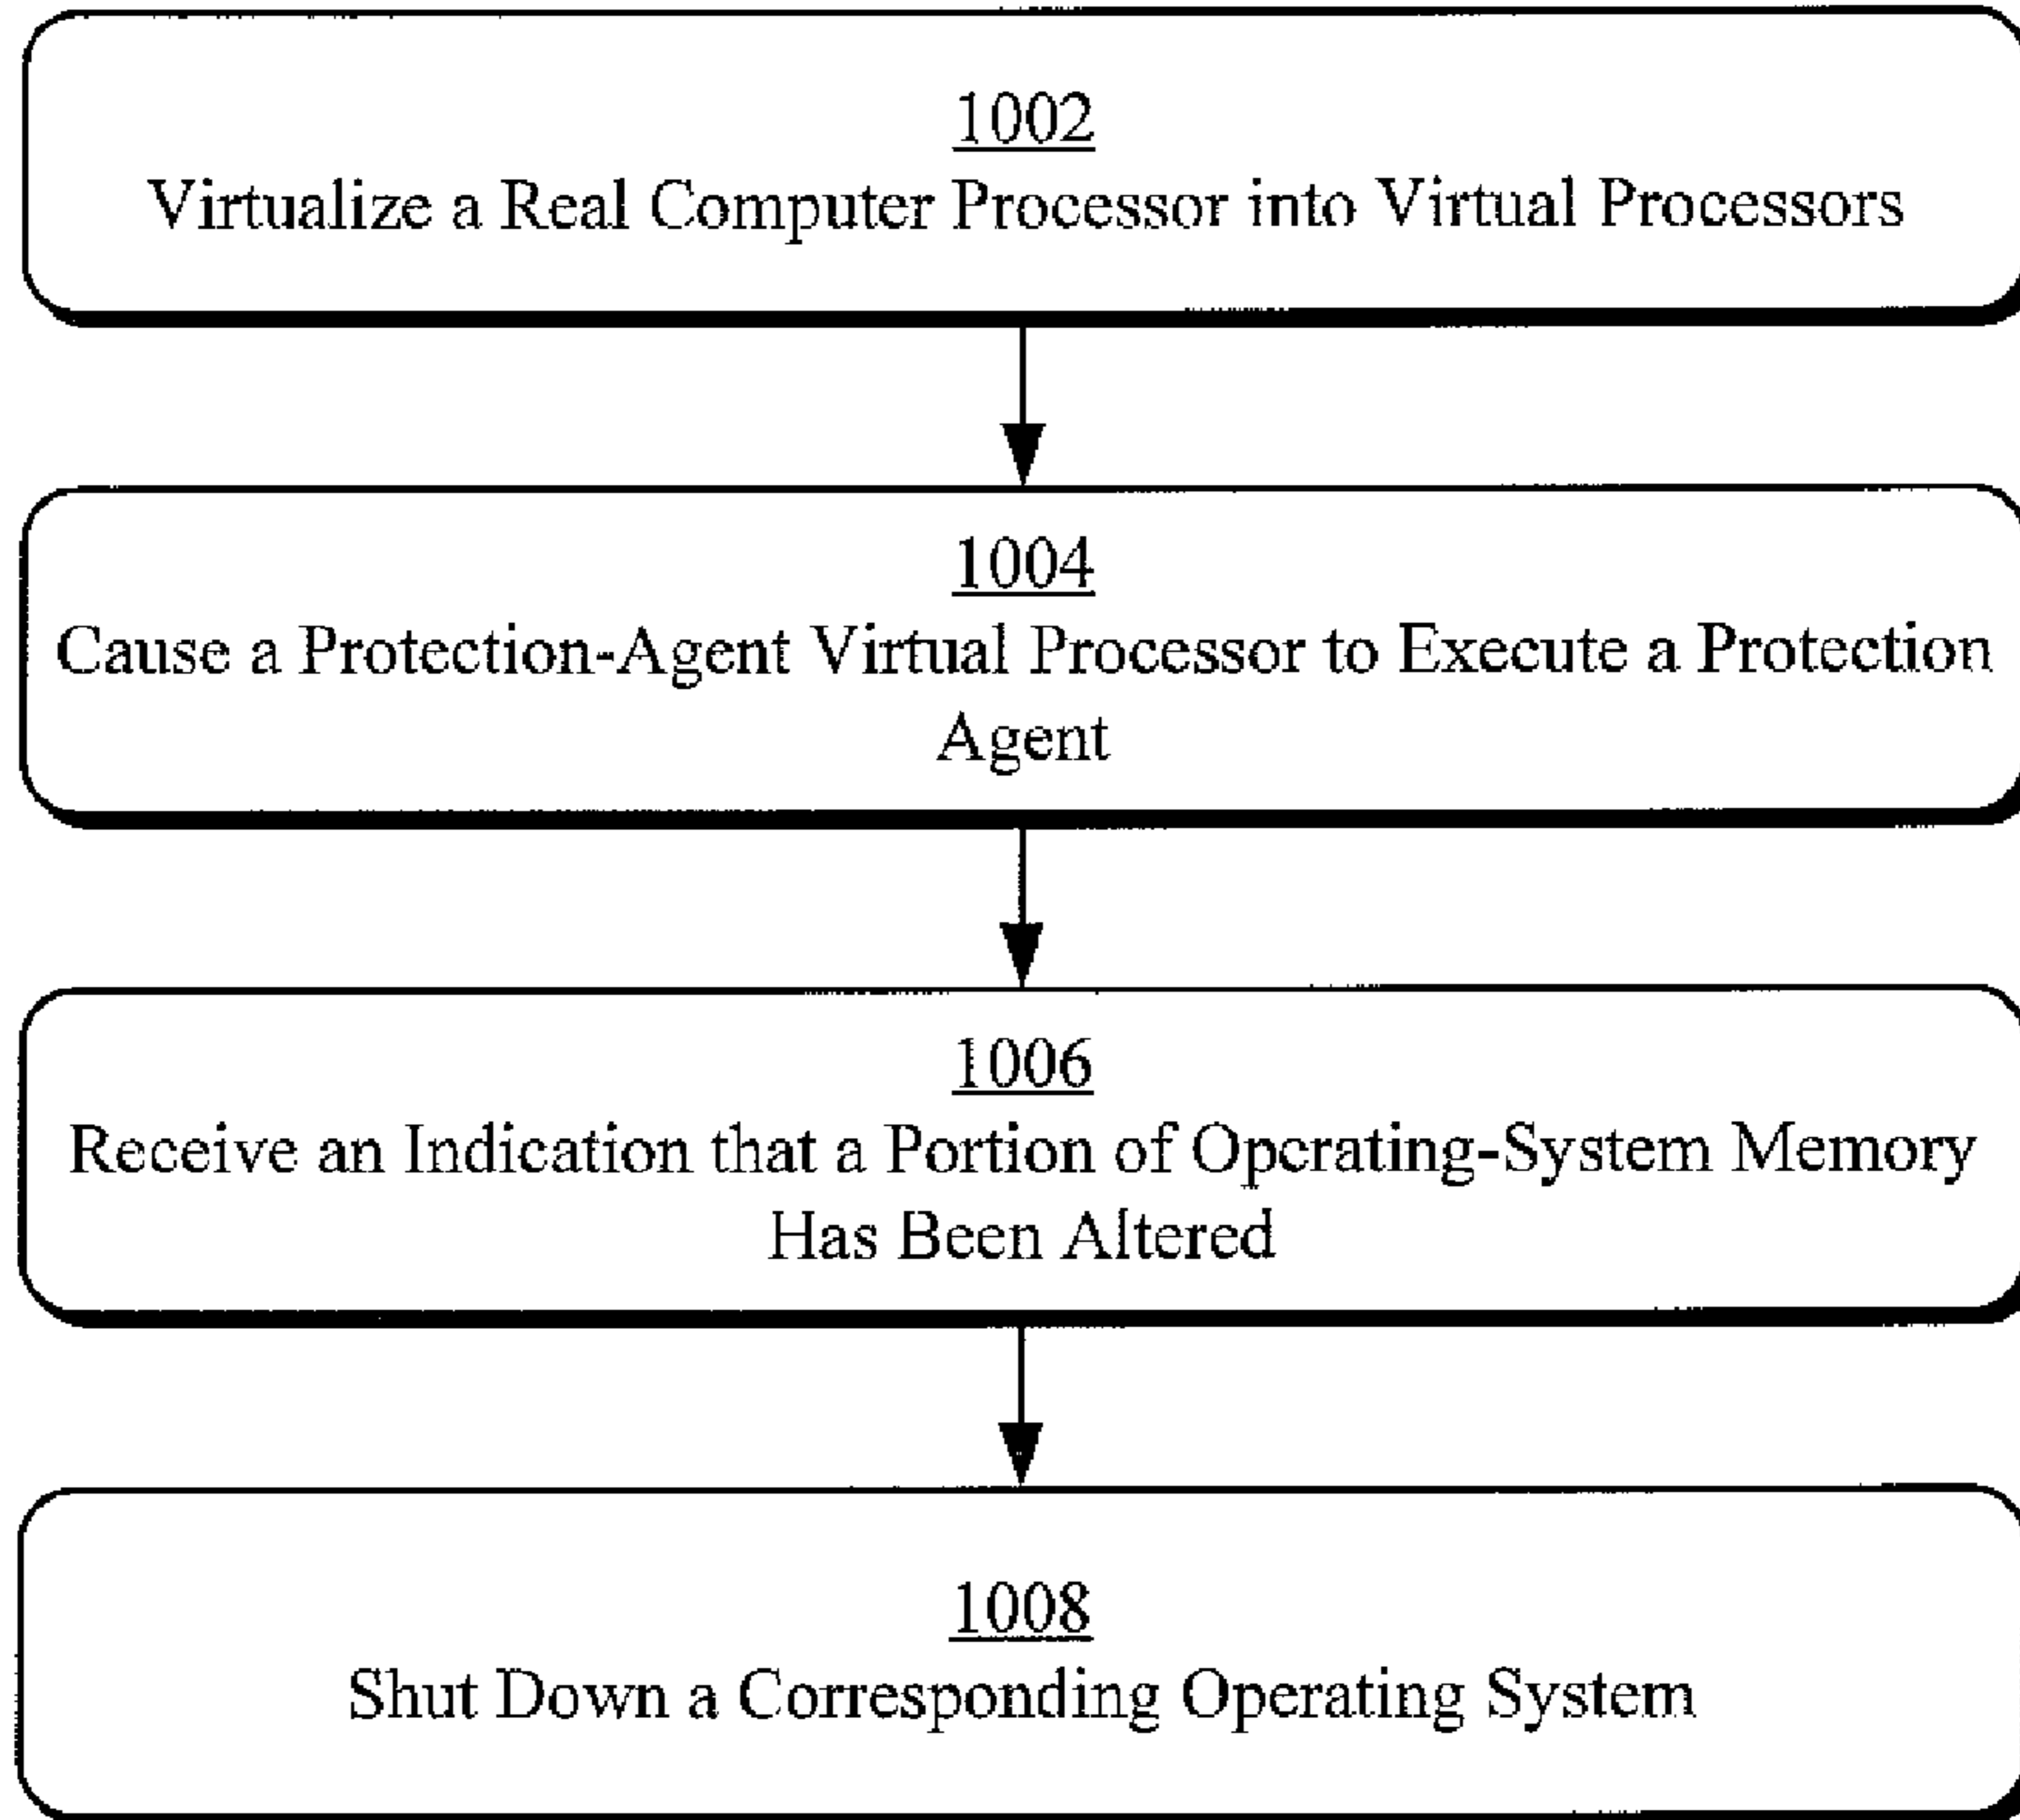 1002
Virtualize a Real Computer Processor into Virtual Processors
1004
Cause a Protection-Agent Virtual Processor to Execute a Protection
Agent
1006
Receive an Indication that a Portion of Operating-System Memory
Has Been Altered
1008
Shut Down a Corresponding Operating System